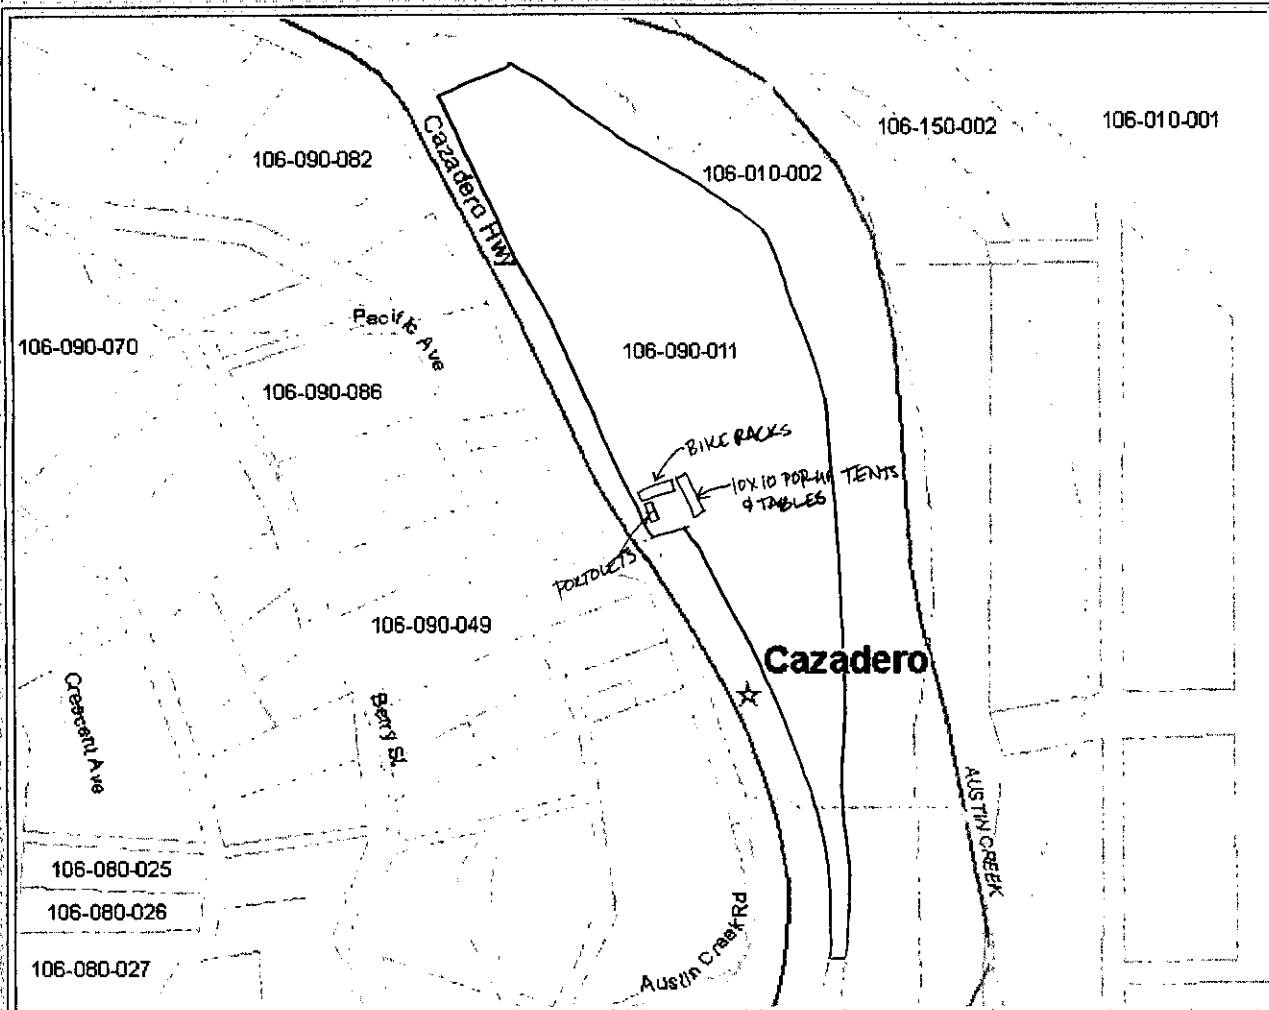 106-150-002
106-010-001
106-090-082
Cazadero Hwy
106-010-002
Pacific Ave
106-090-070
106-090-011
106-090-086
BIKE RACKS
10X10 POP-UP TENTS
& TABLES
PORTOLETS
106-090-049
Cazadero
Crescent Ave
Berry St.
AUSTIN CREEK
106-080-025
106-080-026
106-080-027
Austin Creek Rd